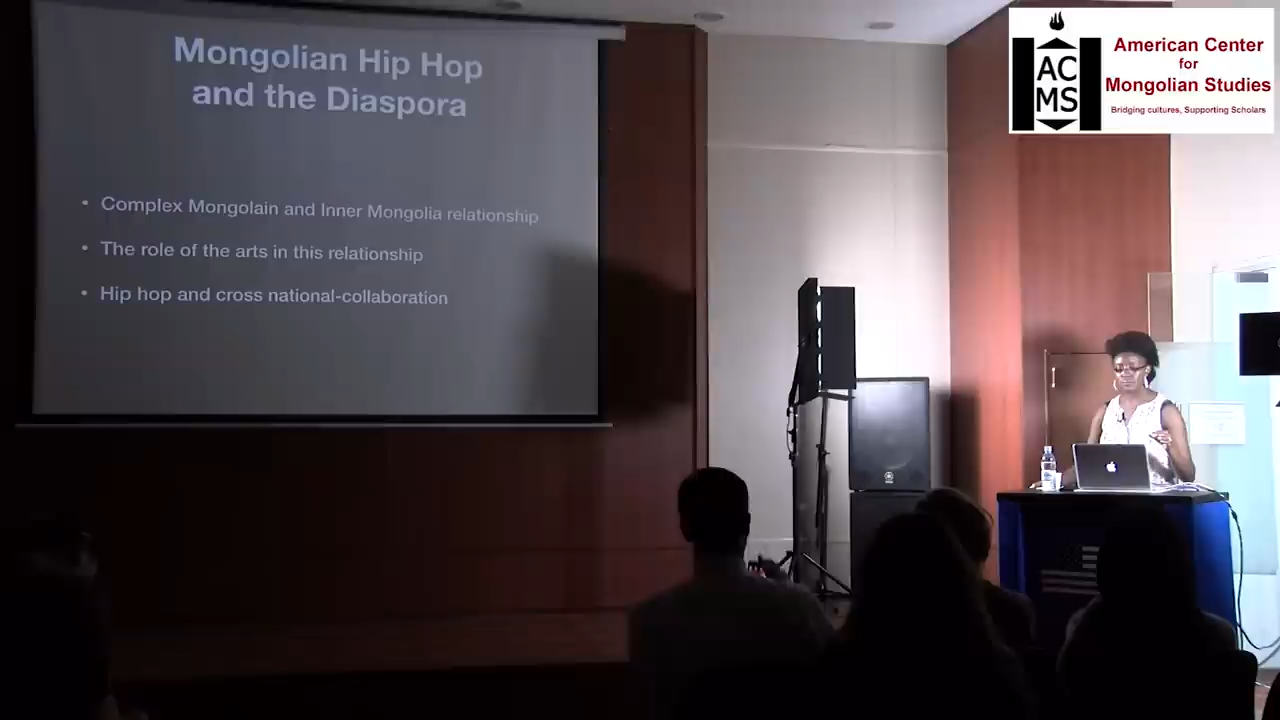 Mongolian Hip Hop
and the Diaspora
• Complex Mongolain and Inner Mongolia relationship
• The role of the arts in this relationship
• Hip hop and cross national-collaboration
AC
MS
American Center
for
Mongolian Studies
Bridging cultures, Supporting Scholars